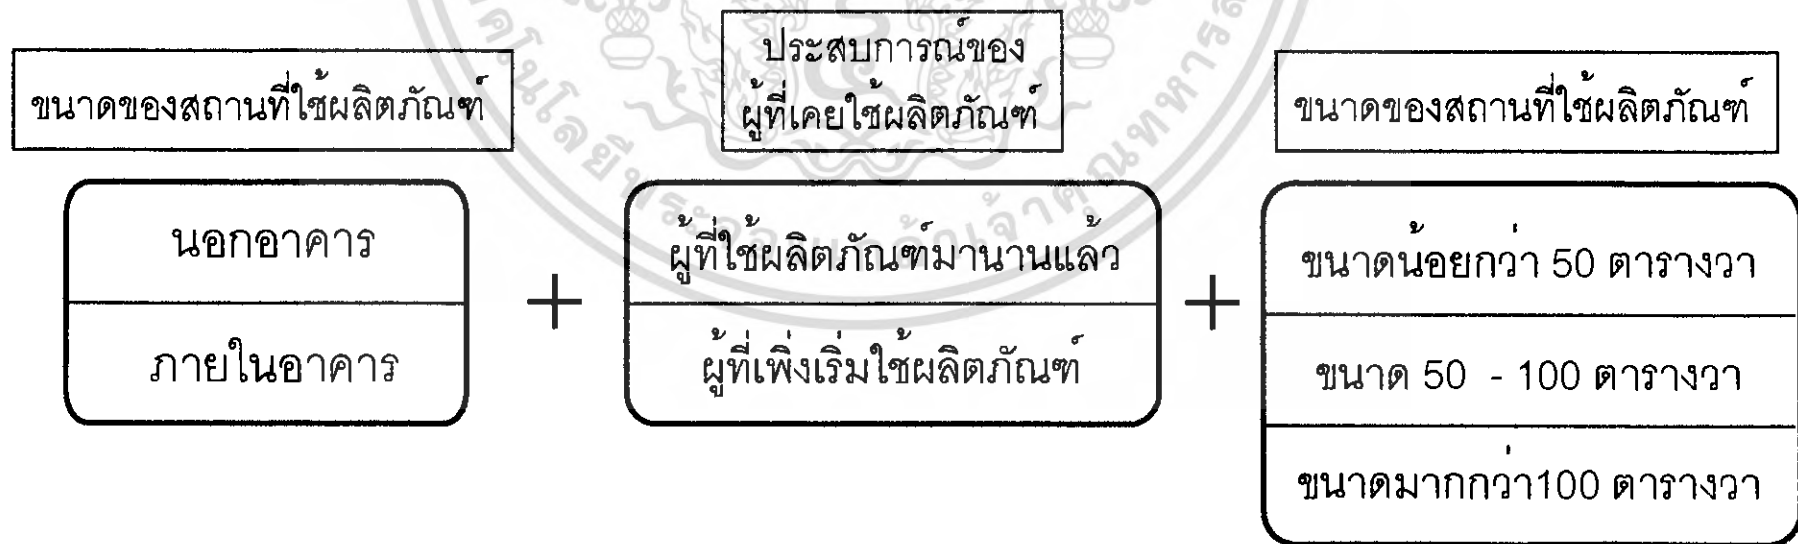 ขนาดของสถานที่ใช้ผลิตภัณฑ์
ประสบการณ์ของ
ผู้ที่เคยใช้ผลิตภัณฑ์
ขนาดของสถานที่ใช้ผลิตภัณฑ์
นอกอาคาร
ภายในอาคาร
+
ผู้ที่ใช้ผลิตภัณฑ์มานานแล้ว
ผู้ที่เพิ่งเริ่มใช้ผลิตภัณฑ์
+
ขนาดน้อยกว่า 50 ตารางวา
ขนาด 50 - 100 ตารางวา
ขนาดมากกว่า100 ตารางวา